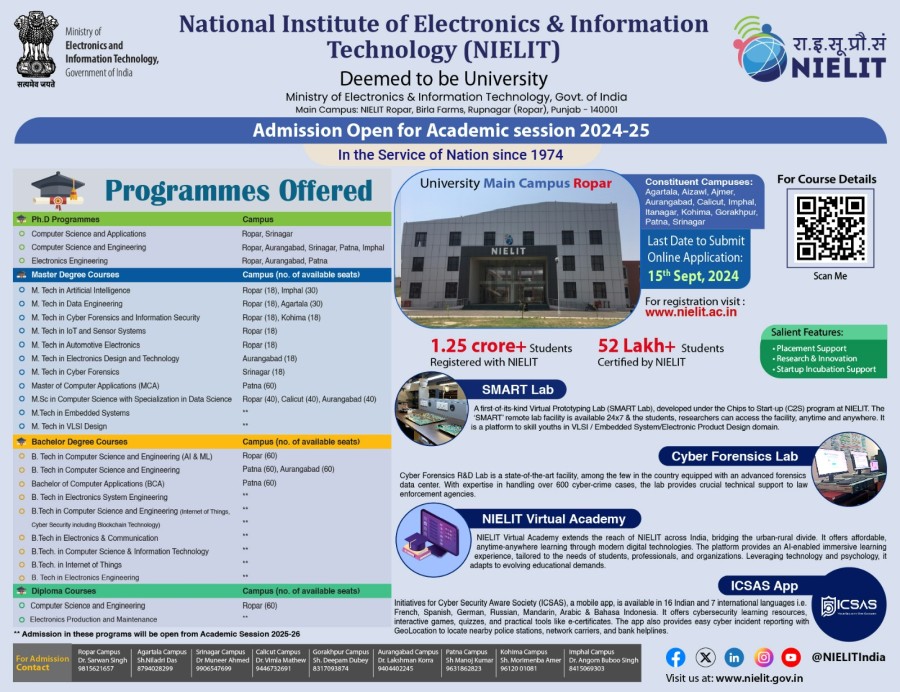 Ministry of
Electronics and
Information Technology,
Government of India
सत्यमेव जयते
National Institute of Electronics & Information
Technology (NIELIT)
Deemed to be University
Ministry of Electronics & Information Technology, Govt. of India
Main Campus: NIELIT Ropar, Birla Farms, Rupnagar (Ropar), Punjab - 140001
रा.इ.सू.प्रौ.सं
NIELIT
Admission Open for Academic session 2024-25
In the Service of Nation since 1974
Programmes Offered
Ph.D Programmes Campus
Computer Science and Applications Ropar, Srinagar
Computer Science and Engineering Ropar, Aurangabad, Srinagar, Patna, Imphal
Electronics Engineering Ropar, Aurangabad, Patna
Master Degree Courses Campus (no. of available seats)
M. Tech in Artificial Intelligence Ropar (18), Imphal (30)
M. Tech in Data Engineering Ropar (18), Agartala (30)
M. Tech in Cyber Forensics and Information Security Ropar (18), Kohima (18)
M. Tech in IoT and Sensor Systems Ropar (18)
M. Tech in Automotive Electronics Ropar (18)
M. Tech in Electronics Design and Technology Aurangabad (18)
M. Tech in Cyber Forensics Srinagar (18)
Master of Computer Applications (MCA) Patna (60)
M.Sc in Computer Science with Specialization in Data Science Ropar (40), Calicut (40), Aurangabad (40)
M.Tech in Embedded Systems **
M. Tech in VLSI Design **
Bachelor Degree Courses Campus (no. of available seats)
B. Tech in Computer Science and Engineering (AI & ML) Ropar (60)
B. Tech in Computer Science and Engineering Patna (60), Aurangabad (60)
Bachelor of Computer Applications (BCA) Patna (60)
B. Tech in Electronics System Engineering **
B.Tech in Computer Science and Engineering (Internet of Things, **
Cyber Security including Blockchain Technology) **
B.Tech in Electronics & Communication **
B.Tech. in Computer Science & Information Technology **
B.Tech. in Internet of Things **
B. Tech in Electronics Engineering **
Diploma Courses Campus (no. of available seats)
Computer Science and Engineering Ropar (60)
Electronics Production and Maintenance **
** Admission in these programs will be open from Academic Session 2025-26
University Main Campus Ropar
NIELIT
Constituent Campuses:
Agartala, Aizawl, Ajmer,
Aurangabad, Calicut, Imphal,
Itanagar, Kohima, Gorakhpur,
Patna, Srinagar
Last Date to Submit
Online Application:
15th Sept, 2024
For registration visit :
www.nielit.ac.in
For Course Details
Scan Me
1.25 crore+ Students
Registered with NIELIT
52 Lakh+ Students
Certified by NIELIT
Salient Features:
• Placement Support
• Research & Innovation
• Startup Incubation Support
SMART Lab
A first-of-its-kind Virtual Prototyping Lab (SMART Lab), developed under the Chips to Start-up (C2S) program at NIELIT. The
'SMART' remote lab facility is available 24x7 & the students, researchers can access the facility, anytime and anywhere. It
is a platform to skill youths in VLSI / Embedded System/Electronic Product Design domain.
Cyber Forensics Lab
Cyber Forensics R&D Lab is a state-of-the-art facility, among the few in the country equipped with an advanced forensics
data center. With expertise in handling over 600 cyber-crime cases, the lab provides crucial technical support to law
enforcement agencies.
NIELIT Virtual Academy
NIELIT Virtual Academy extends the reach of NIELIT across India, bridging the urban-rural divide. It offers affordable,
anytime-anywhere learning through modern digital technologies. The platform provides an AI-enabled immersive learning
experience, tailored to the needs of students, professionals, and organizations. Leveraging technology and psychology, it
adapts to evolving educational demands.
ICSAS App
Initiatives for Cyber Security Aware Society (ICSAS), a mobile app, is available in 16 Indian and 7 international languages i.e.
French, Spanish, German, Russian, Mandarin, Arabic & Bahasa Indonesia. It offers cybersecurity learning resources,
interactive games, quizzes, and practical tools like e-certificates. The app also provides easy cyber incident reporting with
GeoLocation to locate nearby police stations, network carriers, and bank helplines.
ICSAS
For Admission
Contact
Ropar Campus
Dr. Sarwan Singh
9815621657
Agartala Campus
Sh.Niladri Das
8794028299
Srinagar Campus
Dr Muneer Ahmed
9906547699
Calicut Campus
Dr. Vimla Mathew
9446732691
Gorakhpur Campus
Sh. Deepam Dubey
8317093874
Aurangabad Campus
Dr. Lakshman Korra
9404402245
Patna Campus
Sh Manoj Kumar
9631862823
Kohima Campus
Sh. Morimenba Amer
96120 01081
Imphal Campus
Dr. Angom Buboo Singh
8415069303
@NIELITIndia
Visit us at: www.nielit.gov.in